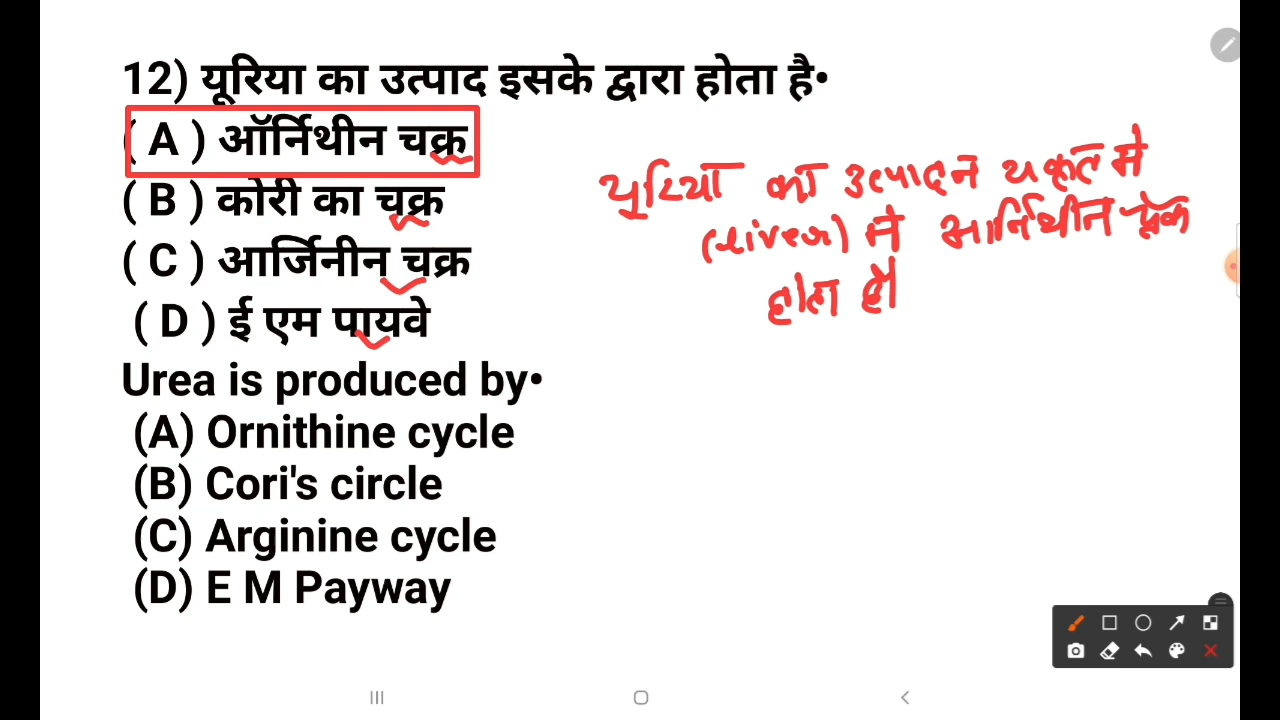 12) यूरिया का उत्पाद इसके द्वारा होता है•
( A ) ऑर्निथीन चक्र
( B ) कोरी का चक्र
( C ) आर्जिनीन चक्र
( D ) ई एम पायवे
यूरिया का उत्पादन यकृत मे
(liver) में आर्निथीन
होता है
Urea is produced by•
(A) Ornithine cycle
(B) Cori's circle
(C) Arginine cycle
(D) E M Payway